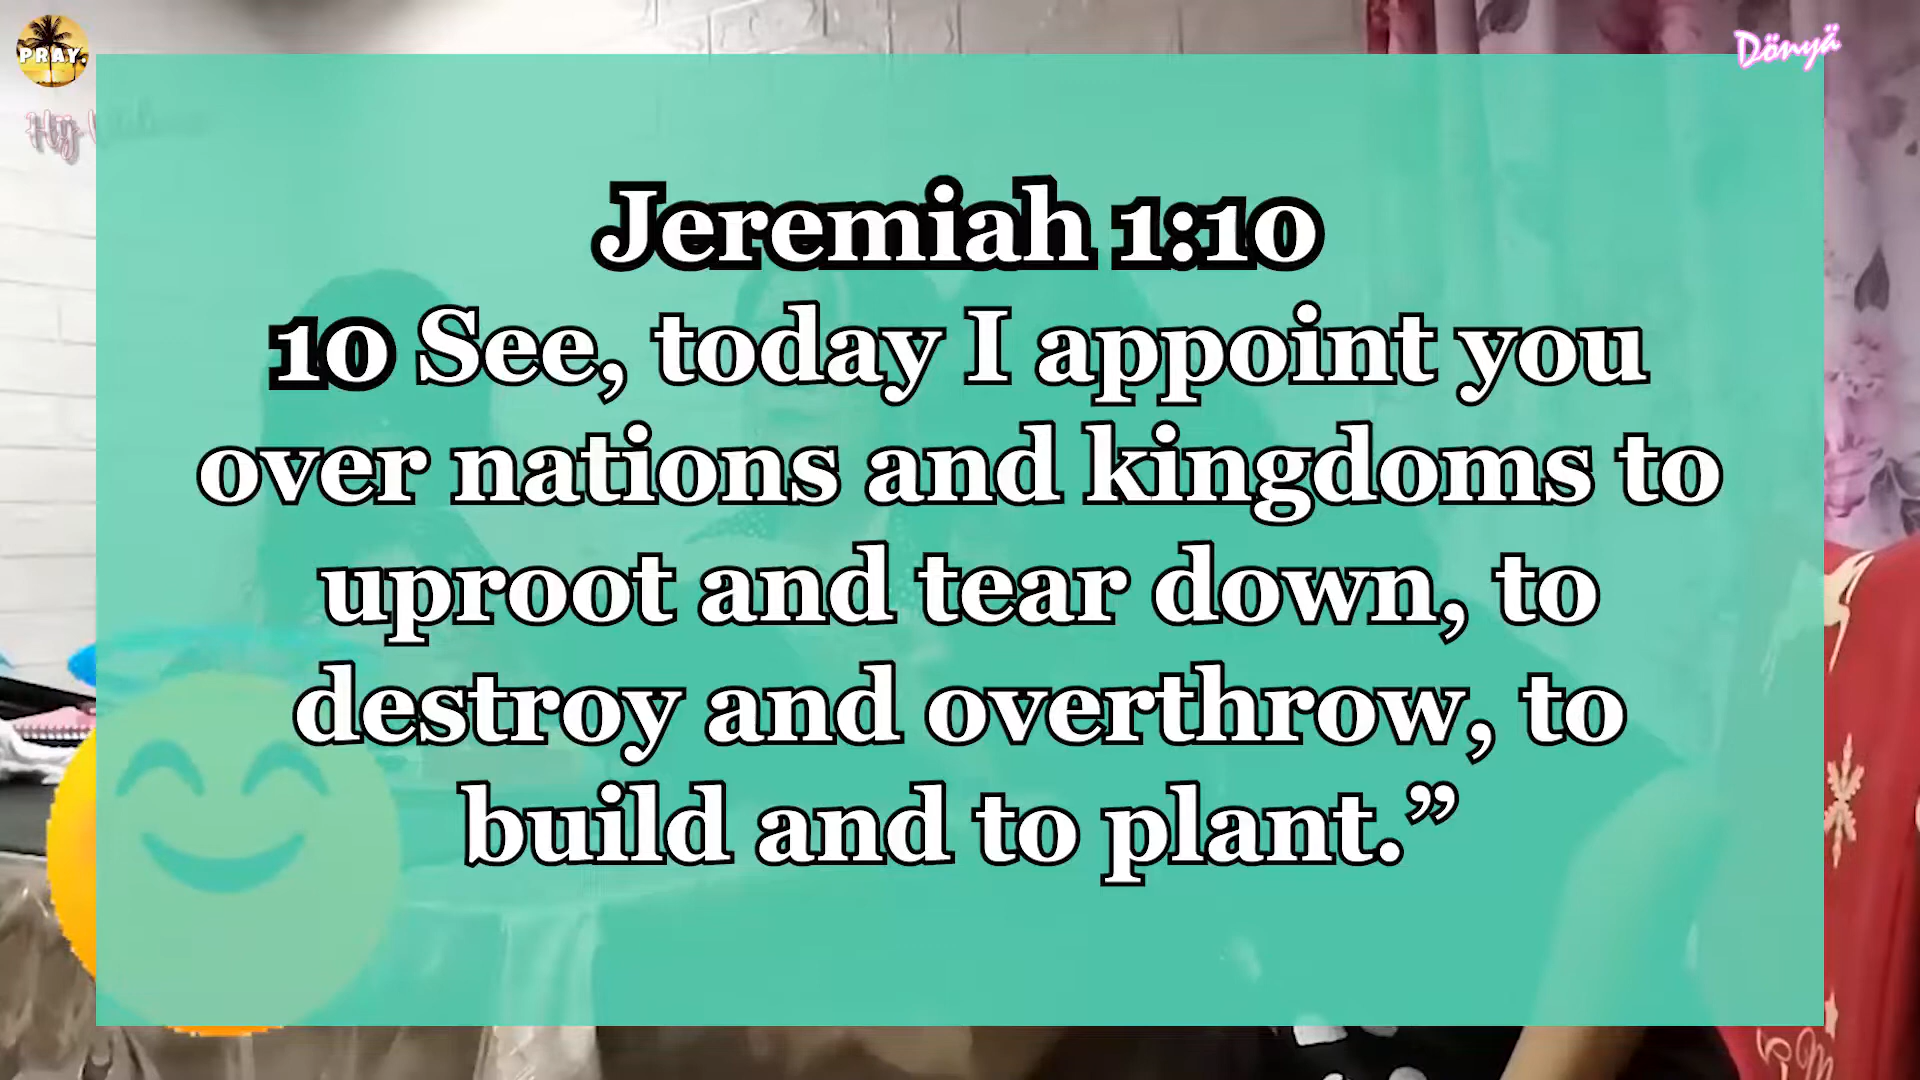 PRAY.
Dönyä
Jeremiah 1:10
10 See, today I appoint you
over nations and kingdoms to
uproot and tear down, to
destroy and overthrow, to
build and to plant.”